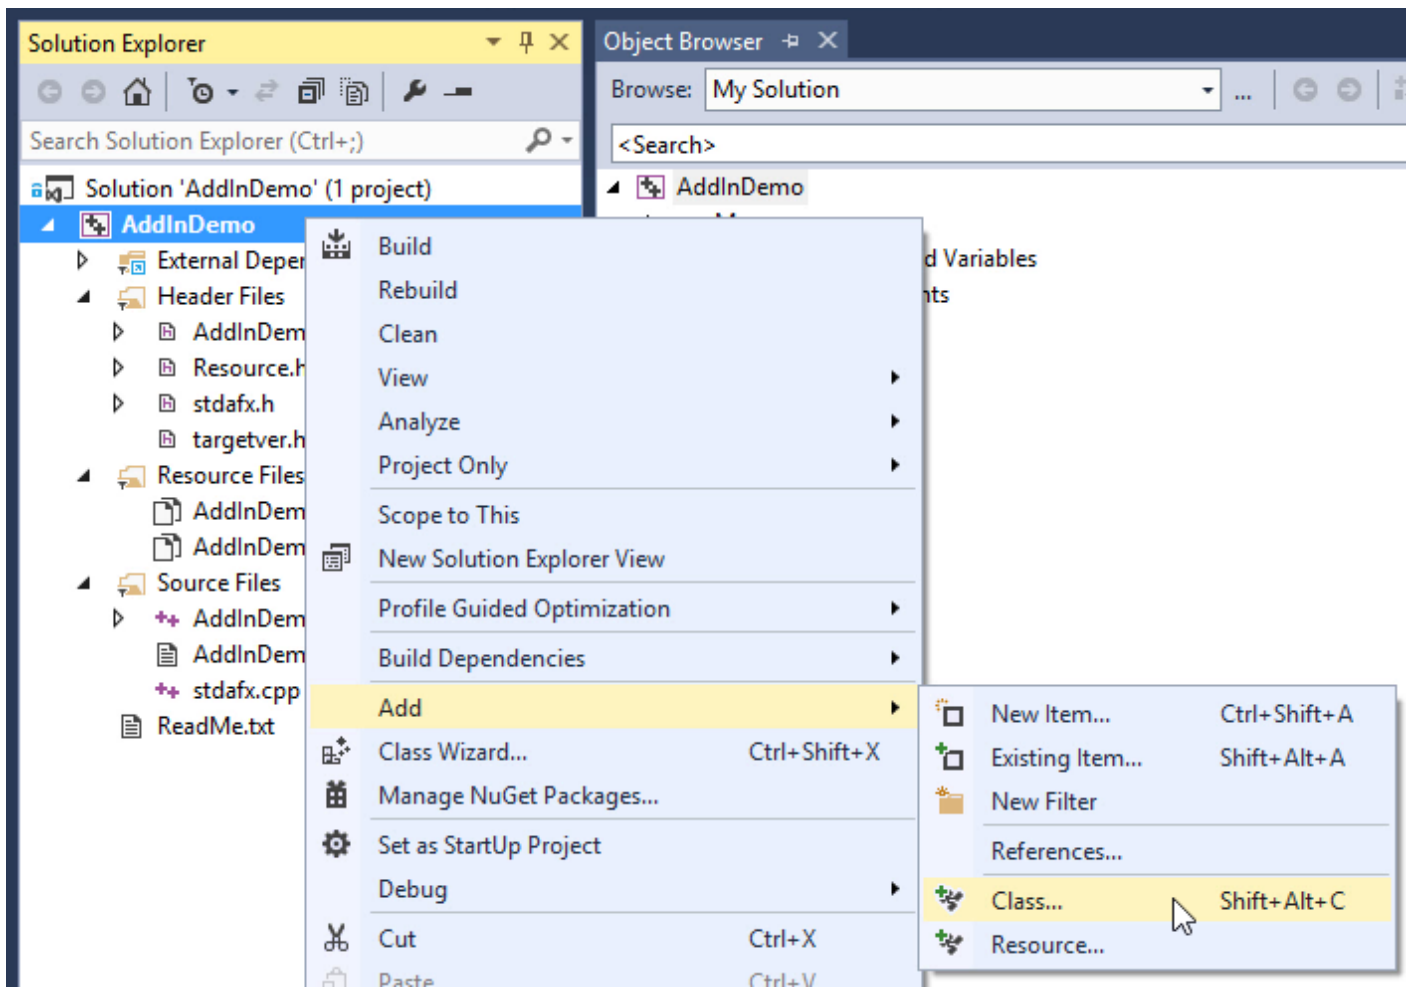 Solution Explorer
Search Solution Explorer (Ctrl+;)
Solution 'AddInDemo' (1 project)
AddInDemo
External Deper
Header Files
AddInDem
Resource.h
stdafx.h
targetver.h
Resource Files
AddInDem
AddInDem
Source Files
AddInDem
AddInDem
stdafx.cpp
ReadMe.txt
Object Browser
Browse: My Solution ...
<Search>
AddInDemo
d Variables
nts
Build
Rebuild
Clean
View
Analyze
Project Only
Scope to This
New Solution Explorer View
Profile Guided Optimization
Build Dependencies
Add
Class Wizard... Ctrl+Shift+X
Manage NuGet Packages...
Set as StartUp Project
Debug
Cut Ctrl+X
Paste Ctrl+V
New Item... Ctrl+Shift+A
Existing Item... Shift+Alt+A
New Filter
References...
Class... Shift+Alt+C
Resource...